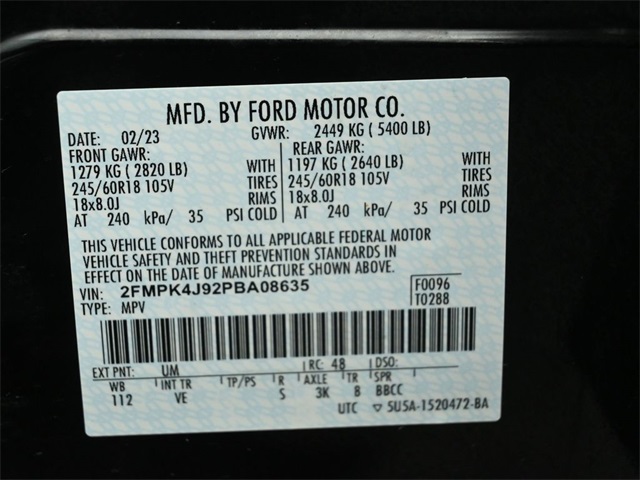 MFD. BY FORD MOTOR CO.
DATE: 02/23 GVWR: 2449 KG ( 5400 LB)
FRONT GAWR: REAR GAWR:
1279 KG ( 2820 LB) WITH 1197 KG ( 2640 LB) WITH
245/60R18 105V TIRES 245/60R18 105V TIRES
18x8.0J RIMS 18x8.0J RIMS
AT 240 kPa/ 35 PSI COLD AT 240 kPa/ 35 PSI COLD
THIS VEHICLE CONFORMS TO ALL APPLICABLE FEDERAL MOTOR
VEHICLE SAFETY AND THEFT PREVENTION STANDARDS IN
EFFECT ON THE DATE OF MANUFACTURE SHOWN ABOVE.
VIN: 2FMPK4J92PBA08635 F0096
TYPE: MPV T0288
EXT PNT: UM RC: 48 DSO:
WB INT TR TP/PS R AXLE TR SPR
112 VE S 3K 8 BBCC
UTC ▽ 5U5A-1520472-BA